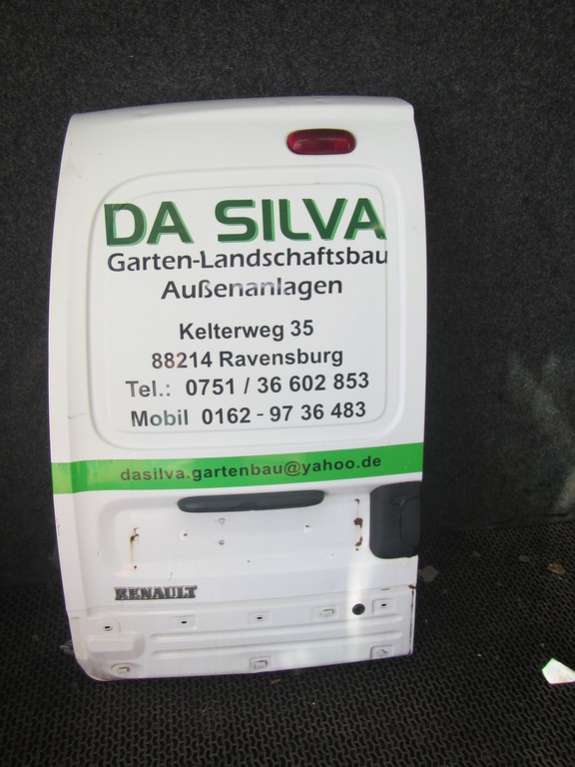 DA SILVA
Garten-Landschaftsbau
Außenanlagen
Kelterweg 35
88214 Ravensburg
Tel.: 0751 / 36 602 853
Mobil 0162 - 97 36 483
dasilva.gartenbau@yahoo.de
RENAULT